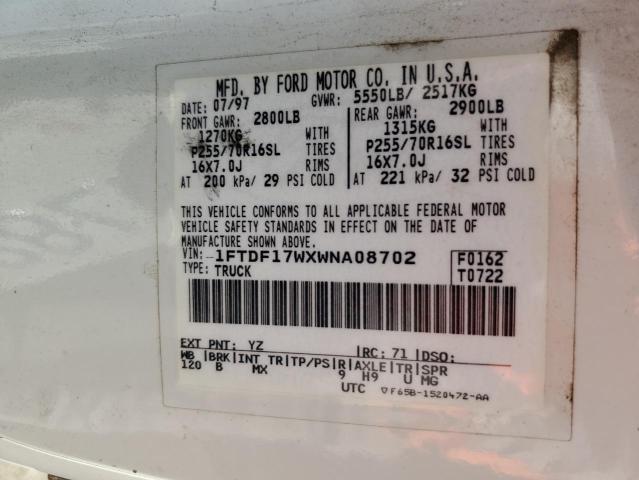 MFD. BY FORD MOTOR CO. IN U.S.A.
DATE: 07/97 GVWR: 5550LB/ 2517KG
FRONT GAWR: 2800LB REAR GAWR: 2900LB
1270KG WITH 1315KG WITH
P255/70R16SL TIRES P255/70R16SL TIRES
16X7.0J RIMS 16X7.0J RIMS
AT 200 kPa/ 29 PSI COLD AT 221 kPa/ 32 PSI COLD
THIS VEHICLE CONFORMS TO ALL APPLICABLE FEDERAL MOTOR
VEHICLE SAFETY STANDARDS IN EFFECT ON THE DATE OF
MANUFACTURE SHOWN ABOVE.
VIN: 1FTDF17WXWNA08702 F0162
TYPE: TRUCK T0722
EXT PNT: YZ RC: 71 DSO:
WB BRK INT TR TP/PS R AXLE TR SPR
120 B MX 9 H9 U MG
UTC ▽F65B-1520472-AA